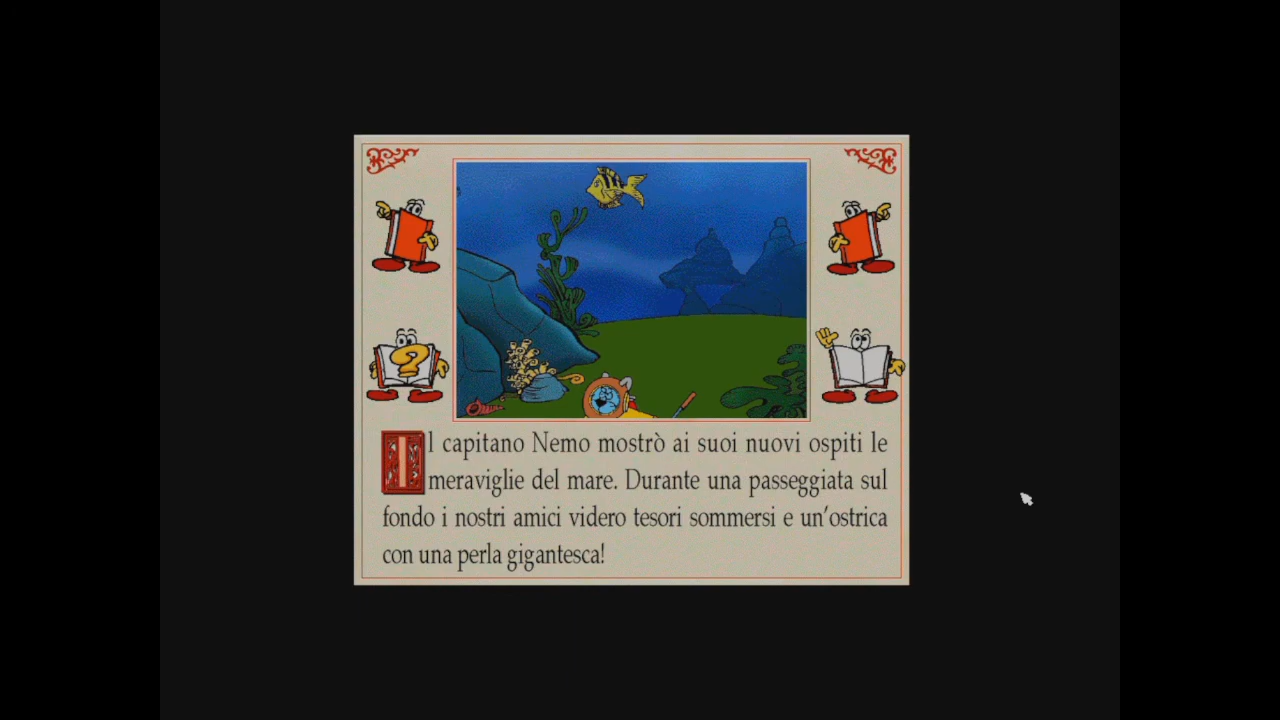 Il capitano Nemo mostrò ai suoi nuovi ospiti le
meraviglie del mare. Durante una passeggiata sul
fondo i nostri amici videro tesori sommersi e un'ostrica
con una perla gigantesca!